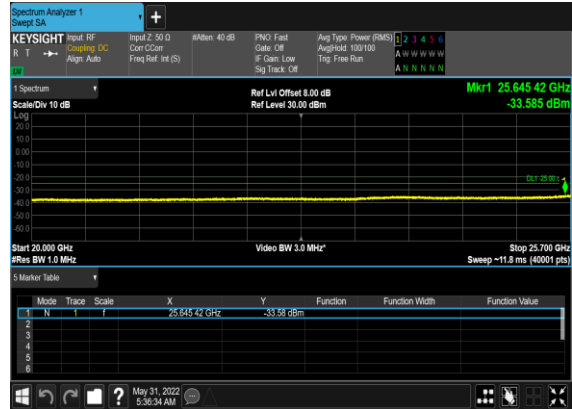 Spectrum Analyzer 1
Swept SA
+
KEYSIGHT Input: RF Input Z: 50 Ω #Atten: 40 dB PNO: Fast Avg Type: Power (RMS) 1 2 3 4 5 6
R T Coupling: DC Corr CCorr Gate: Off Avg|Hold: 100/100 A W W W W W
Align: Auto Freq Ref: Int (S) IF Gain: Low Trig: Free Run
Sig Track: Off A N N N N N
1 Spectrum Ref Lvl Offset 8.00 dB Mkr1 25.645 42 GHz
Scale/Div 10 dB Ref Level 30.00 dBm -33.585 dBm
Log
20.0
10.0
0.00
-10.0
-20.0
-30.0
-40.0
-50.0
-60.0
1
Start 20.000 GHz Video BW 3.0 MHz* Stop 25.700 GHz
#Res BW 1.0 MHz Sweep ~11.8 ms (40001 pts)
5 Marker Table
Mode Trace Scale X Y Function Function Width Function Value
1 N 1 f 25.645 42 GHz -33.58 dBm
2
3
4
5
6
? May 31, 2022
5:36:34 AM